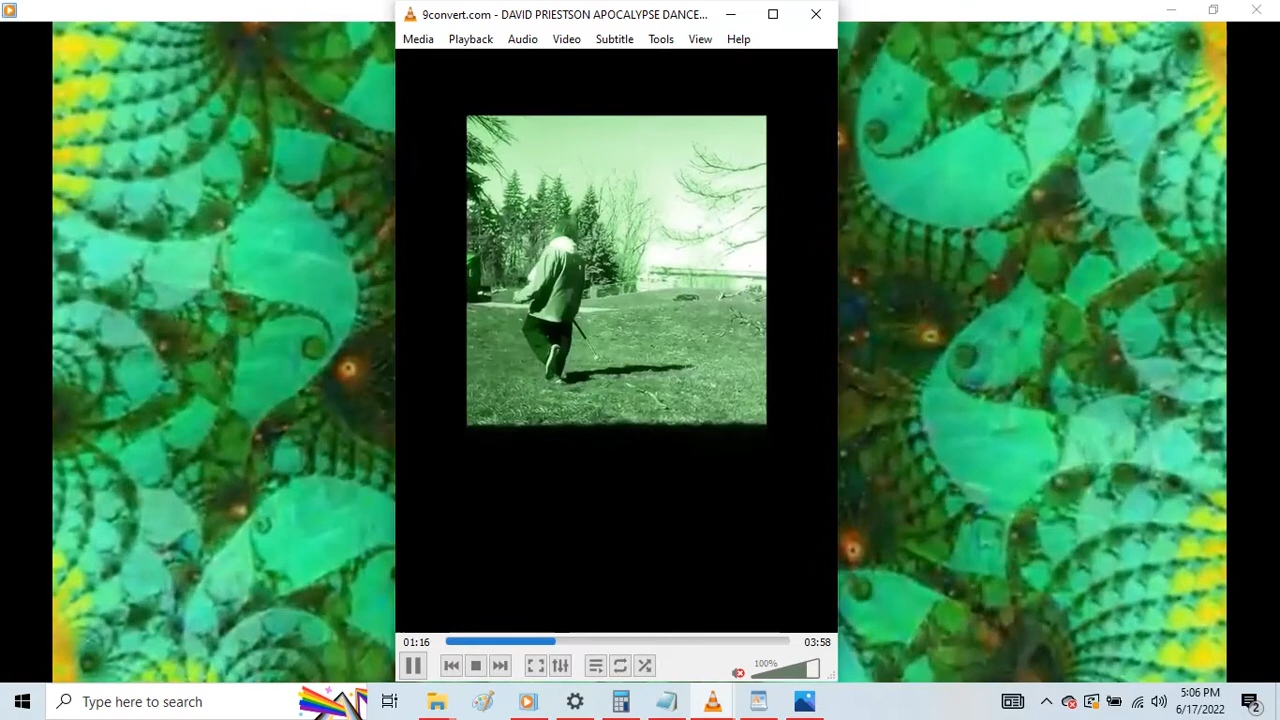 9convert.com - DAVID PRIESTSON APOCALYPSE DANCE...
Media Playback Audio Video Subtitle Tools View Help
01:16 03:58
100%
Type here to search
5:06 PM
6/17/2022
2